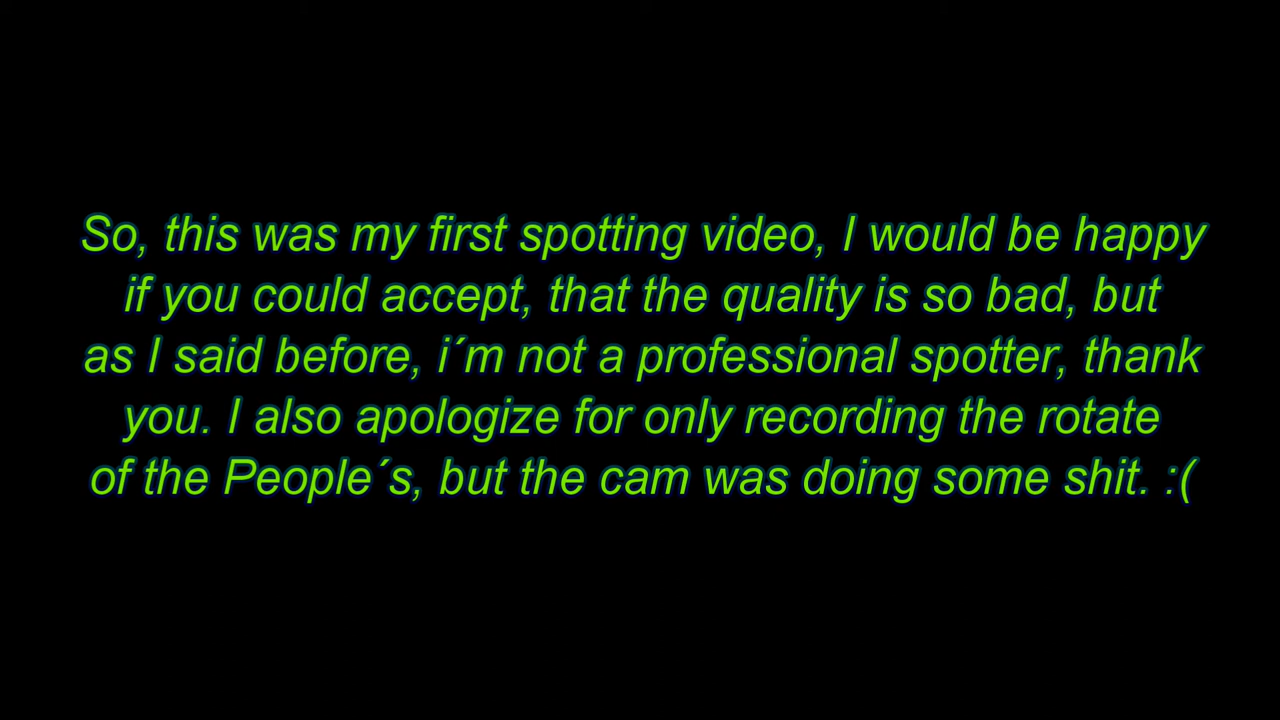 So, this was my first spotting video, I would be happy
if you could accept, that the quality is so bad, but
as I said before, i´m not a professional spotter, thank
you. I also apologize for only recording the rotate
of the People´s, but the cam was doing some shit. :(